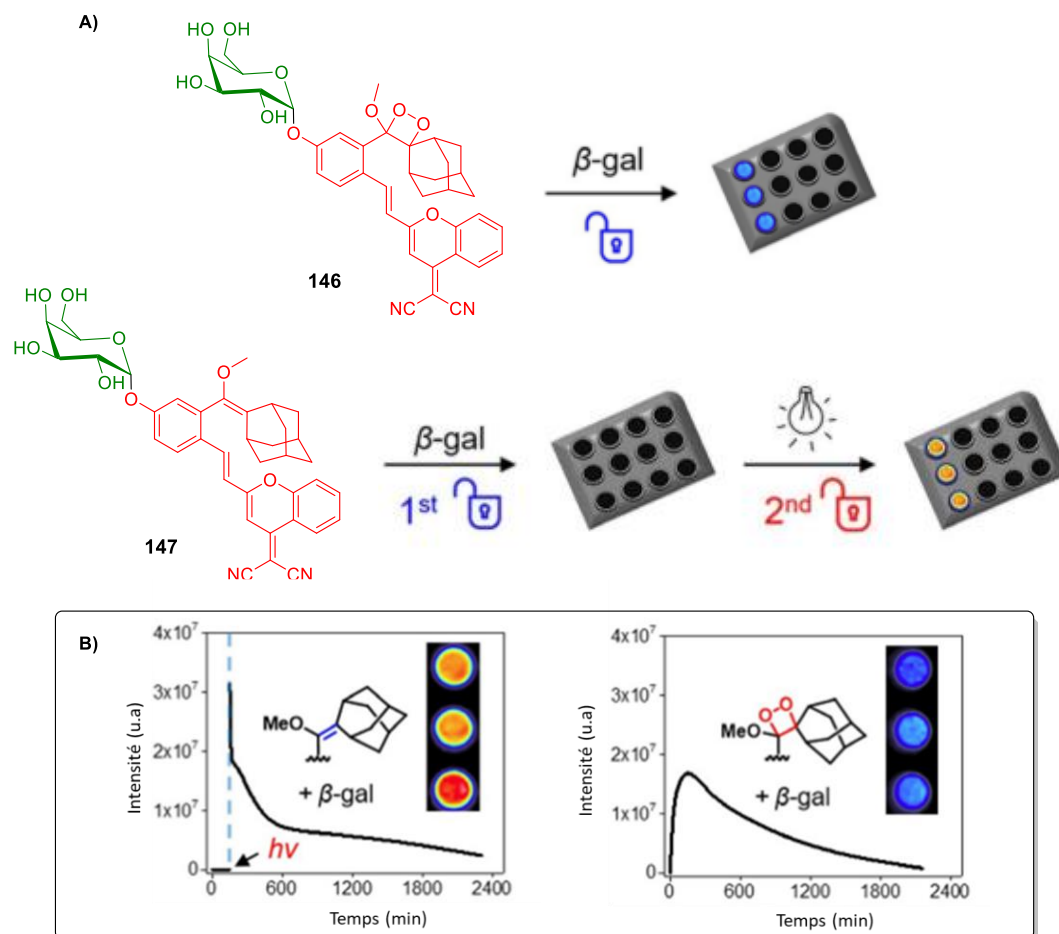 A)
HO OH
HO
HO
OH
O
O
O
O O
O
NC CN
146
β-gal
HO OH
HO
HO
OH
O
O
O
O
NC CN
147
β-gal
1st
2nd
B)
4x10⁷
3x10⁷
2x10⁷
1x10⁷
0
Intensité (u.a)
MeO
+ β-gal
hv
0 600 1200 1800 2400
Temps (min)
4x10⁷
3x10⁷
2x10⁷
1x10⁷
0
Intensité (u.a)
O O
MeO
+ β-gal
0 600 1200 1800 2400
Temps (min)